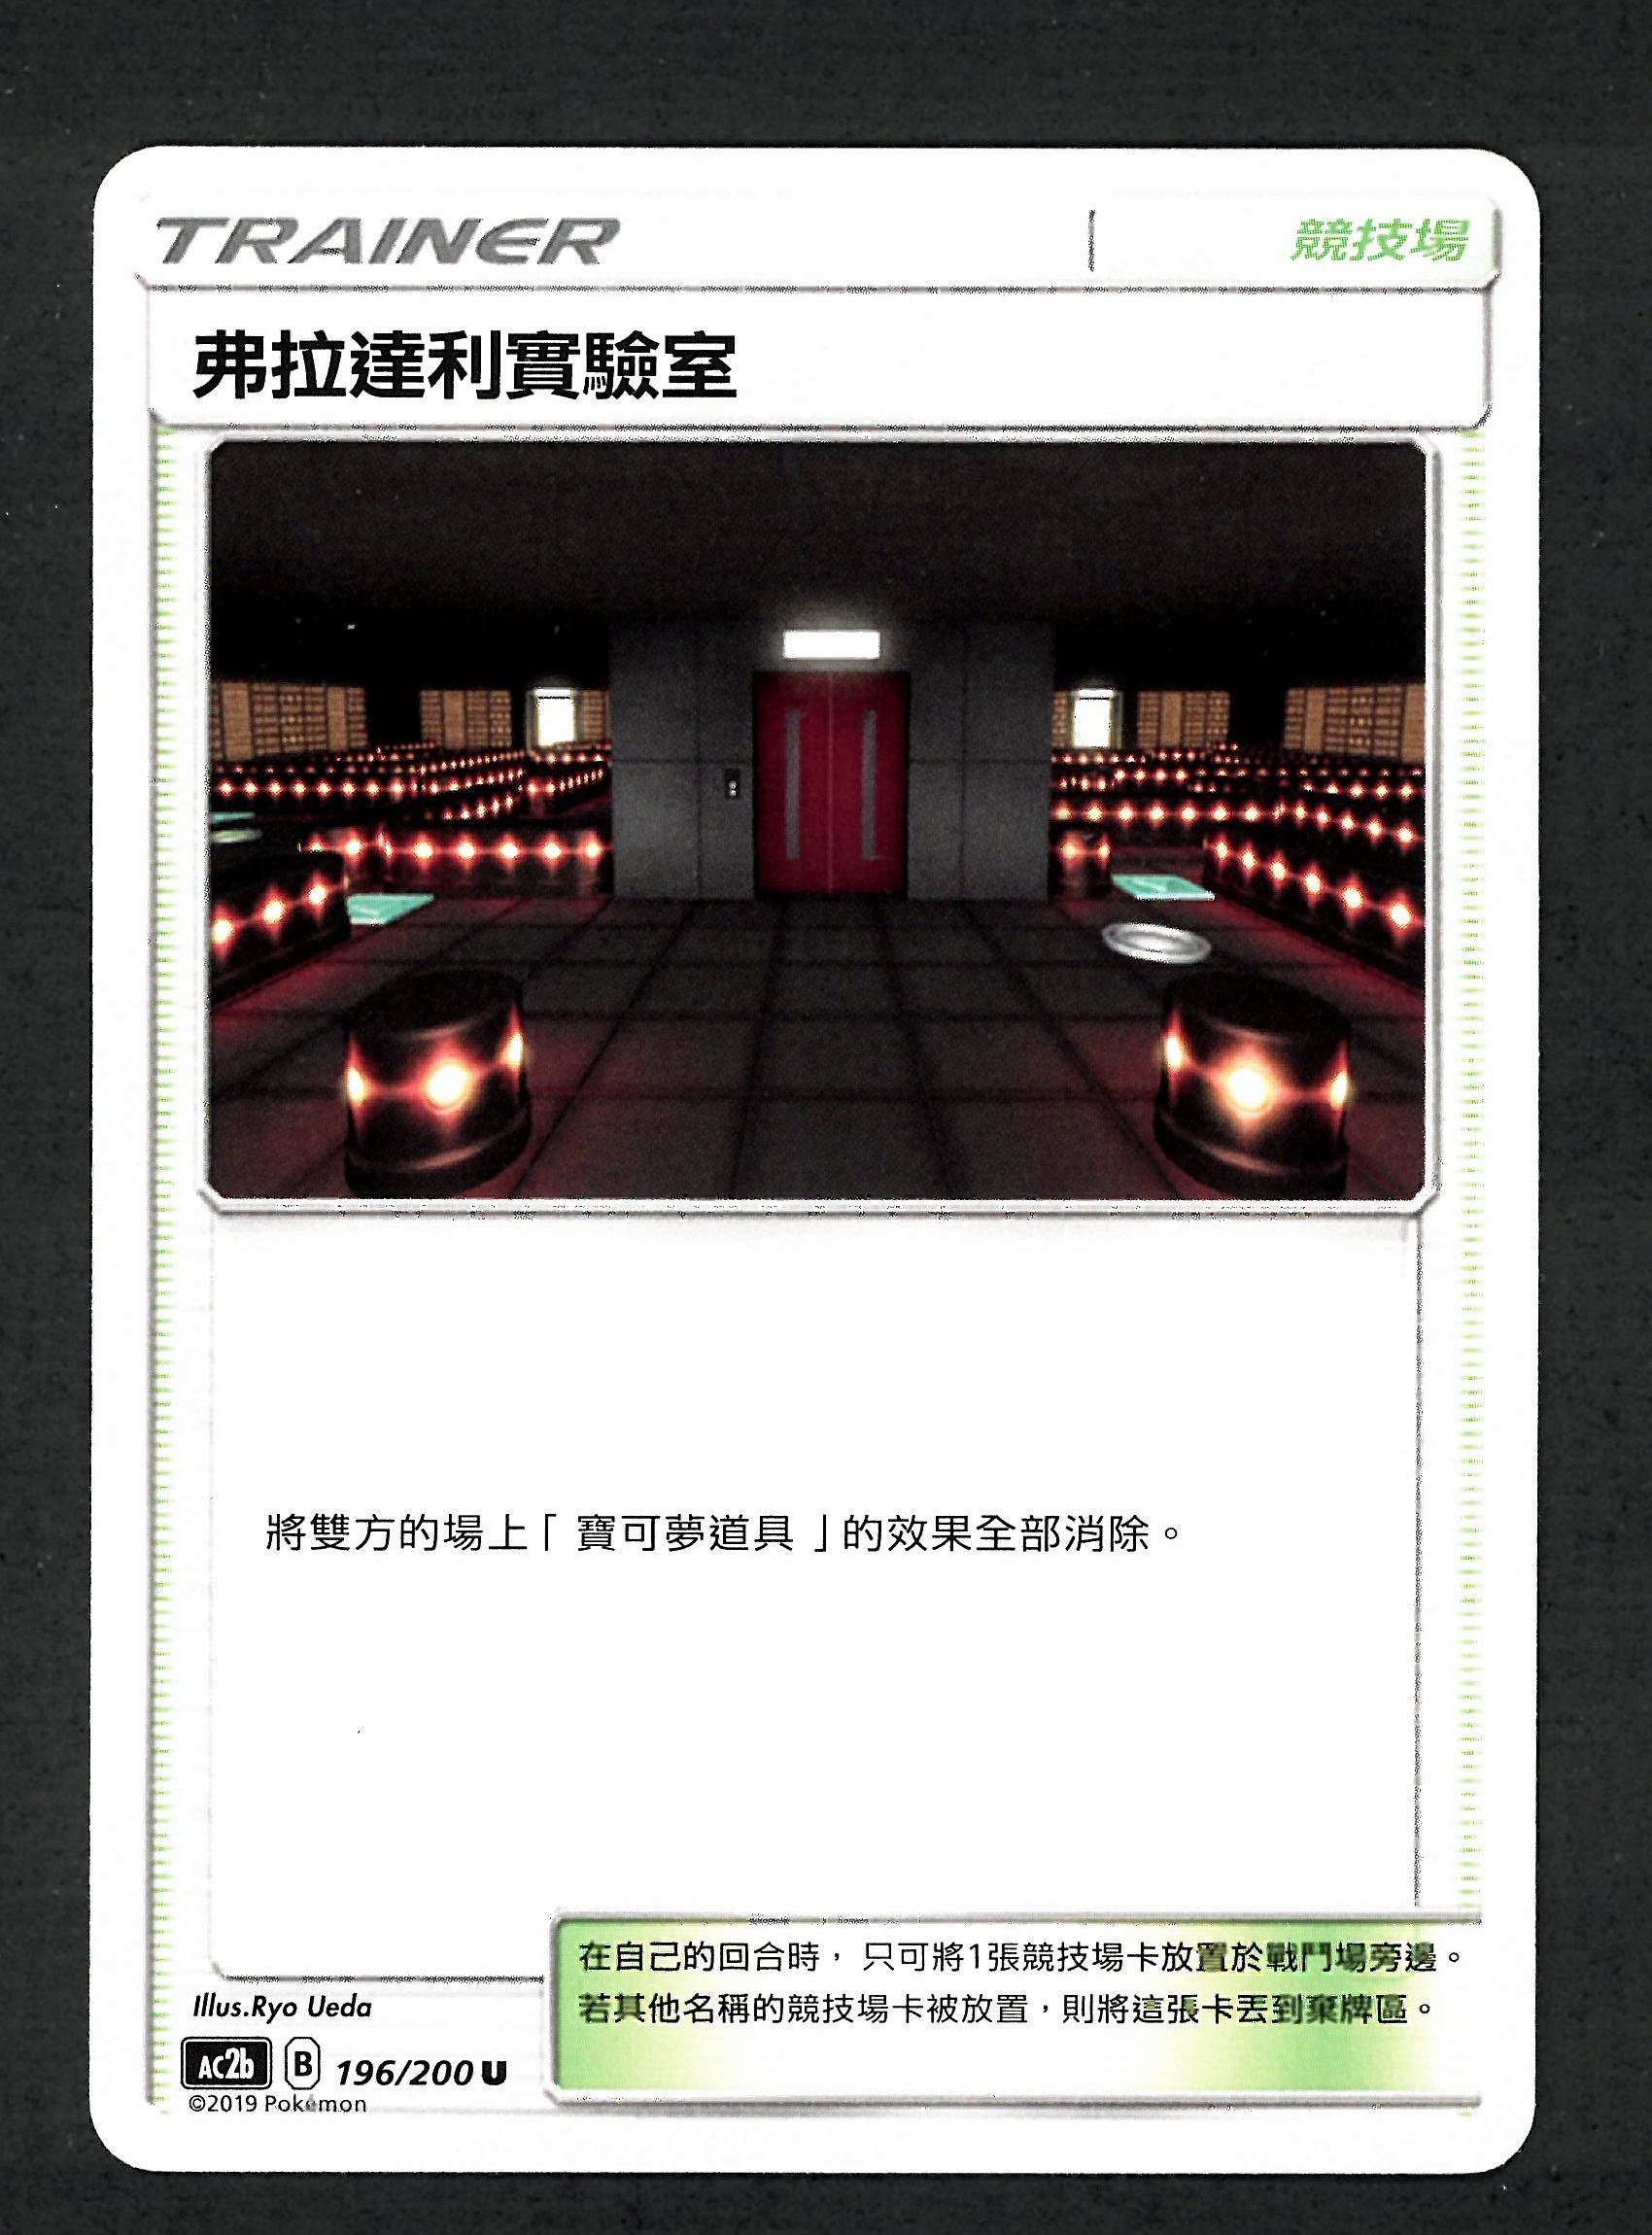 TRAINER
競技場
弗拉達利實驗室
將雙方的場上「寶可夢道具」的效果全部消除。
在自己的回合時，只可將1張競技場卡放置於戰鬥場旁邊。
若其他名稱的競技場卡被放置，則將這張卡丟到棄牌區。
Illus.Ryo Ueda
AC2b B 196/200 U
©2019 Pokémon